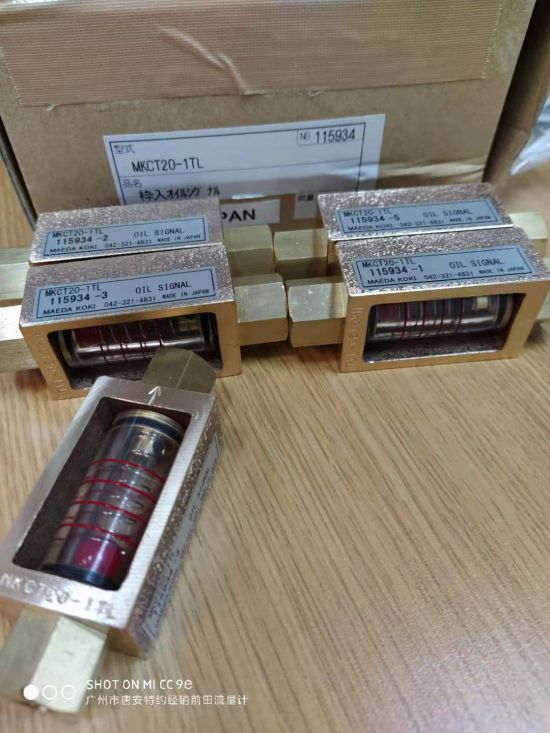 型式
NO 115934
MKCT20-1TL
品名
枠入オイルシグナル
PAN
MKCT20-1TL
115934 -2 OIL SIGNAL
MAEDA KOKI 042-321-4831 MADE IN JAPAN
MKCT20-1TL
115934 -5 OIL SIGNAL
MAEDA KOKI 042-321-4831 MADE IN JAPAN
MKCT20-1TL
115934 -3 OIL SIGNAL
MAEDA KOKI 042-321-4831 MADE IN JAPAN
MKCT20-1TL
115934 -1 OIL SIGNAL
MAEDA KOKI 042-321-4831 MADE IN JAPAN
MKCT20-1TL
SHOT ON MI CC 9e
广州市唐安特约经销前田流量计